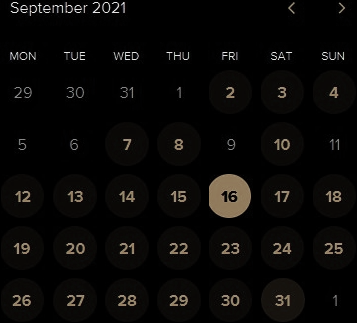 September 2021
MON TUE WED THU FRI SAT SUN
29 30 31 1 2 3 4
5 6 7 8 9 10 11
12 13 14 15 16 17 18
19 20 21 22 23 24 25
26 27 28 29 30 31 1